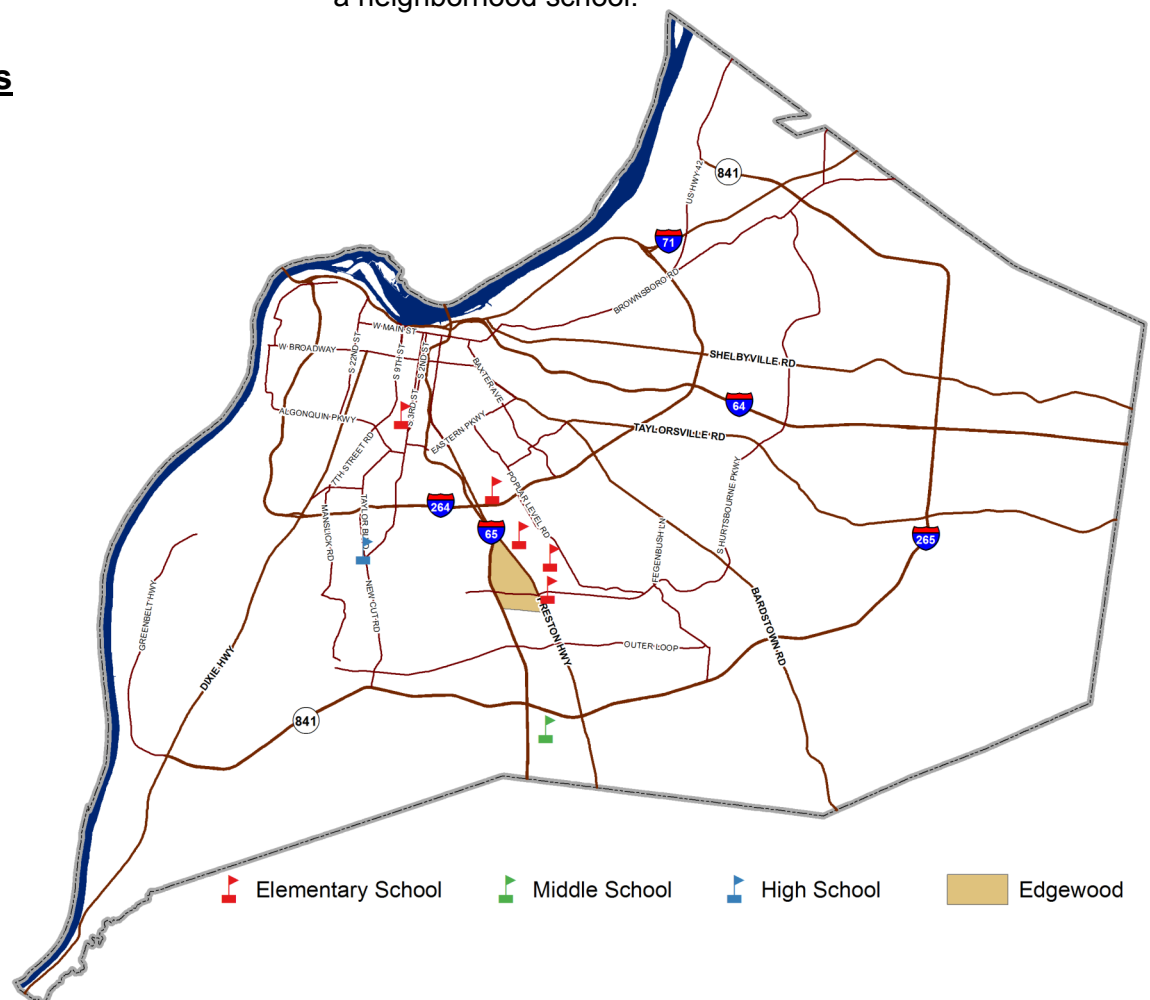 a neighborhood school.
s
841
US HWY 42
71
BROWNSBORO RD
W MAIN ST
W BROADWAY
S 22ND ST
S 9TH ST
S 2ND ST
S 3RD ST
BAXTER AVE
SHELBYVILLE RD
64
ALGONQUIN PKWY
EASTERN PKWY
7TH STREET RD
TAYLORSVILLE RD
POPLAR LEVEL RD
S HURTSBOURNE PKWY
264
65
265
MANSLICK RD
TAYLOR BL
FEGENBUSH LN
GREENBELT HWY
NEW CUT RD
DIXIE HWY
RESTON HWY
BARDSTOWN RD
OUTER LOOP
841
Elementary School
Middle School
High School
Edgewood